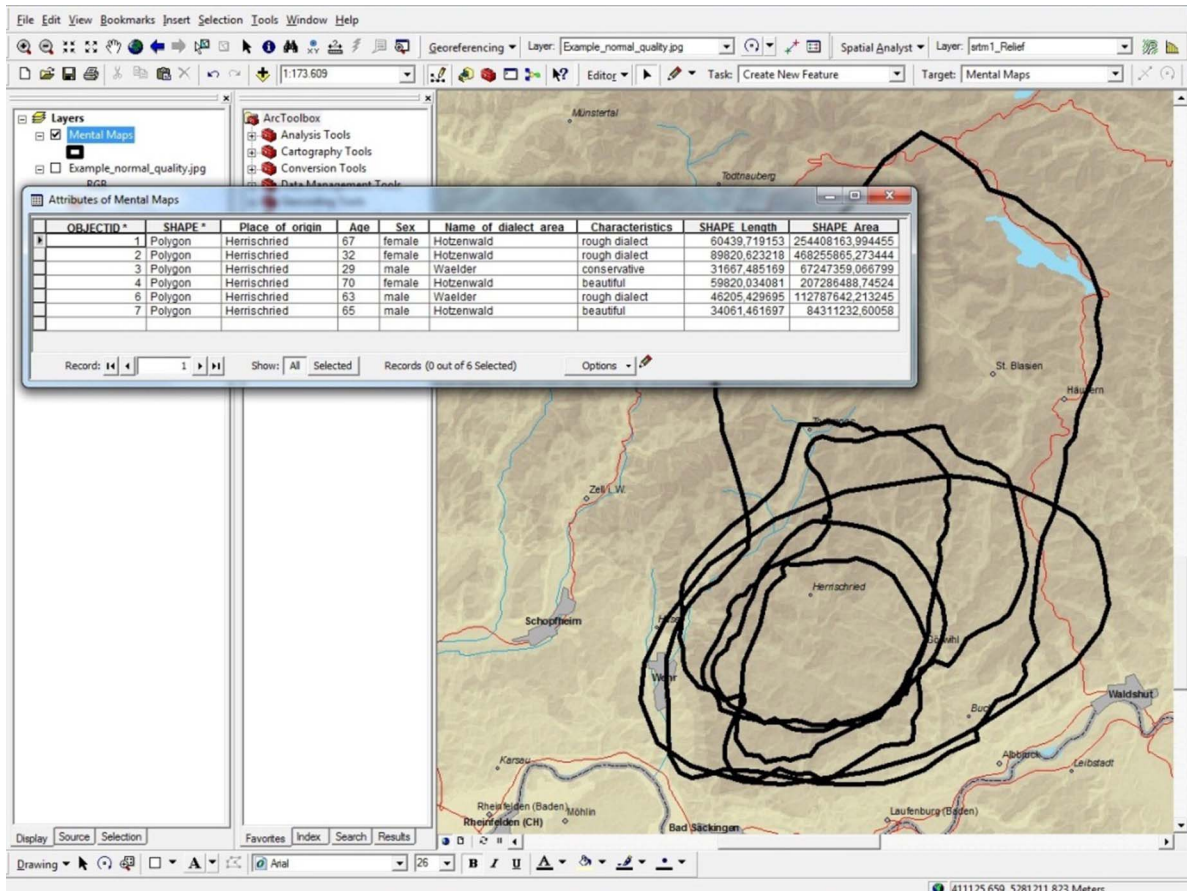 File Edit View Bookmarks Insert Selection Tools Window Help
Georeferencing Layer: Example_normal_quality.jpg Spatial Analyst Layer: srtm1_Relief
1:173.609 Editor Task: Create New Feature Target: Mental Maps
Layers
Mental Maps
Example_normal_quality.jpg
RGB
ArcToolbox
Analysis Tools
Cartography Tools
Conversion Tools
Data Management Tools
Attributes of Mental Maps
OBJECTID * SHAPE * Place of origin Age Sex Name of dialect area Characteristics SHAPE_Length SHAPE_Area
1 Polygon Herrischried 67 female Hotzenwald rough dialect 60439,719153 254408163,994455
2 Polygon Herrischried 32 female Hotzenwald rough dialect 89820,623218 468255865,273444
3 Polygon Herrischried 29 male Waelder conservative 31667,485169 67247359,066799
4 Polygon Herrischried 70 female Hotzenwald beautiful 59820,034081 207286488,74524
6 Polygon Herrischried 63 male Waelder rough dialect 46205,429695 112787642,213245
7 Polygon Herrischried 65 male Hotzenwald beautiful 34061,461697 84311232,60058
Record: 1 Show: All Selected Records (0 out of 6 Selected) Options
Münstertal
Todtnauberg
St. Blasien
Häusern
Zell i. W.
Herrischried
Schopfheim
Görwihl
Wehr
Waldshut
Buch
Karsau
Albbruck
Leibstadt
Rheinfelden (Baden)
Möhlin
Rheinfelden (CH)
Laufenburg (Baden)
Bad Säckingen
Display Source Selection
Favorites Index Search Results
Drawing A Arial 26 B I U A
411125,659 5281211,823 Meters